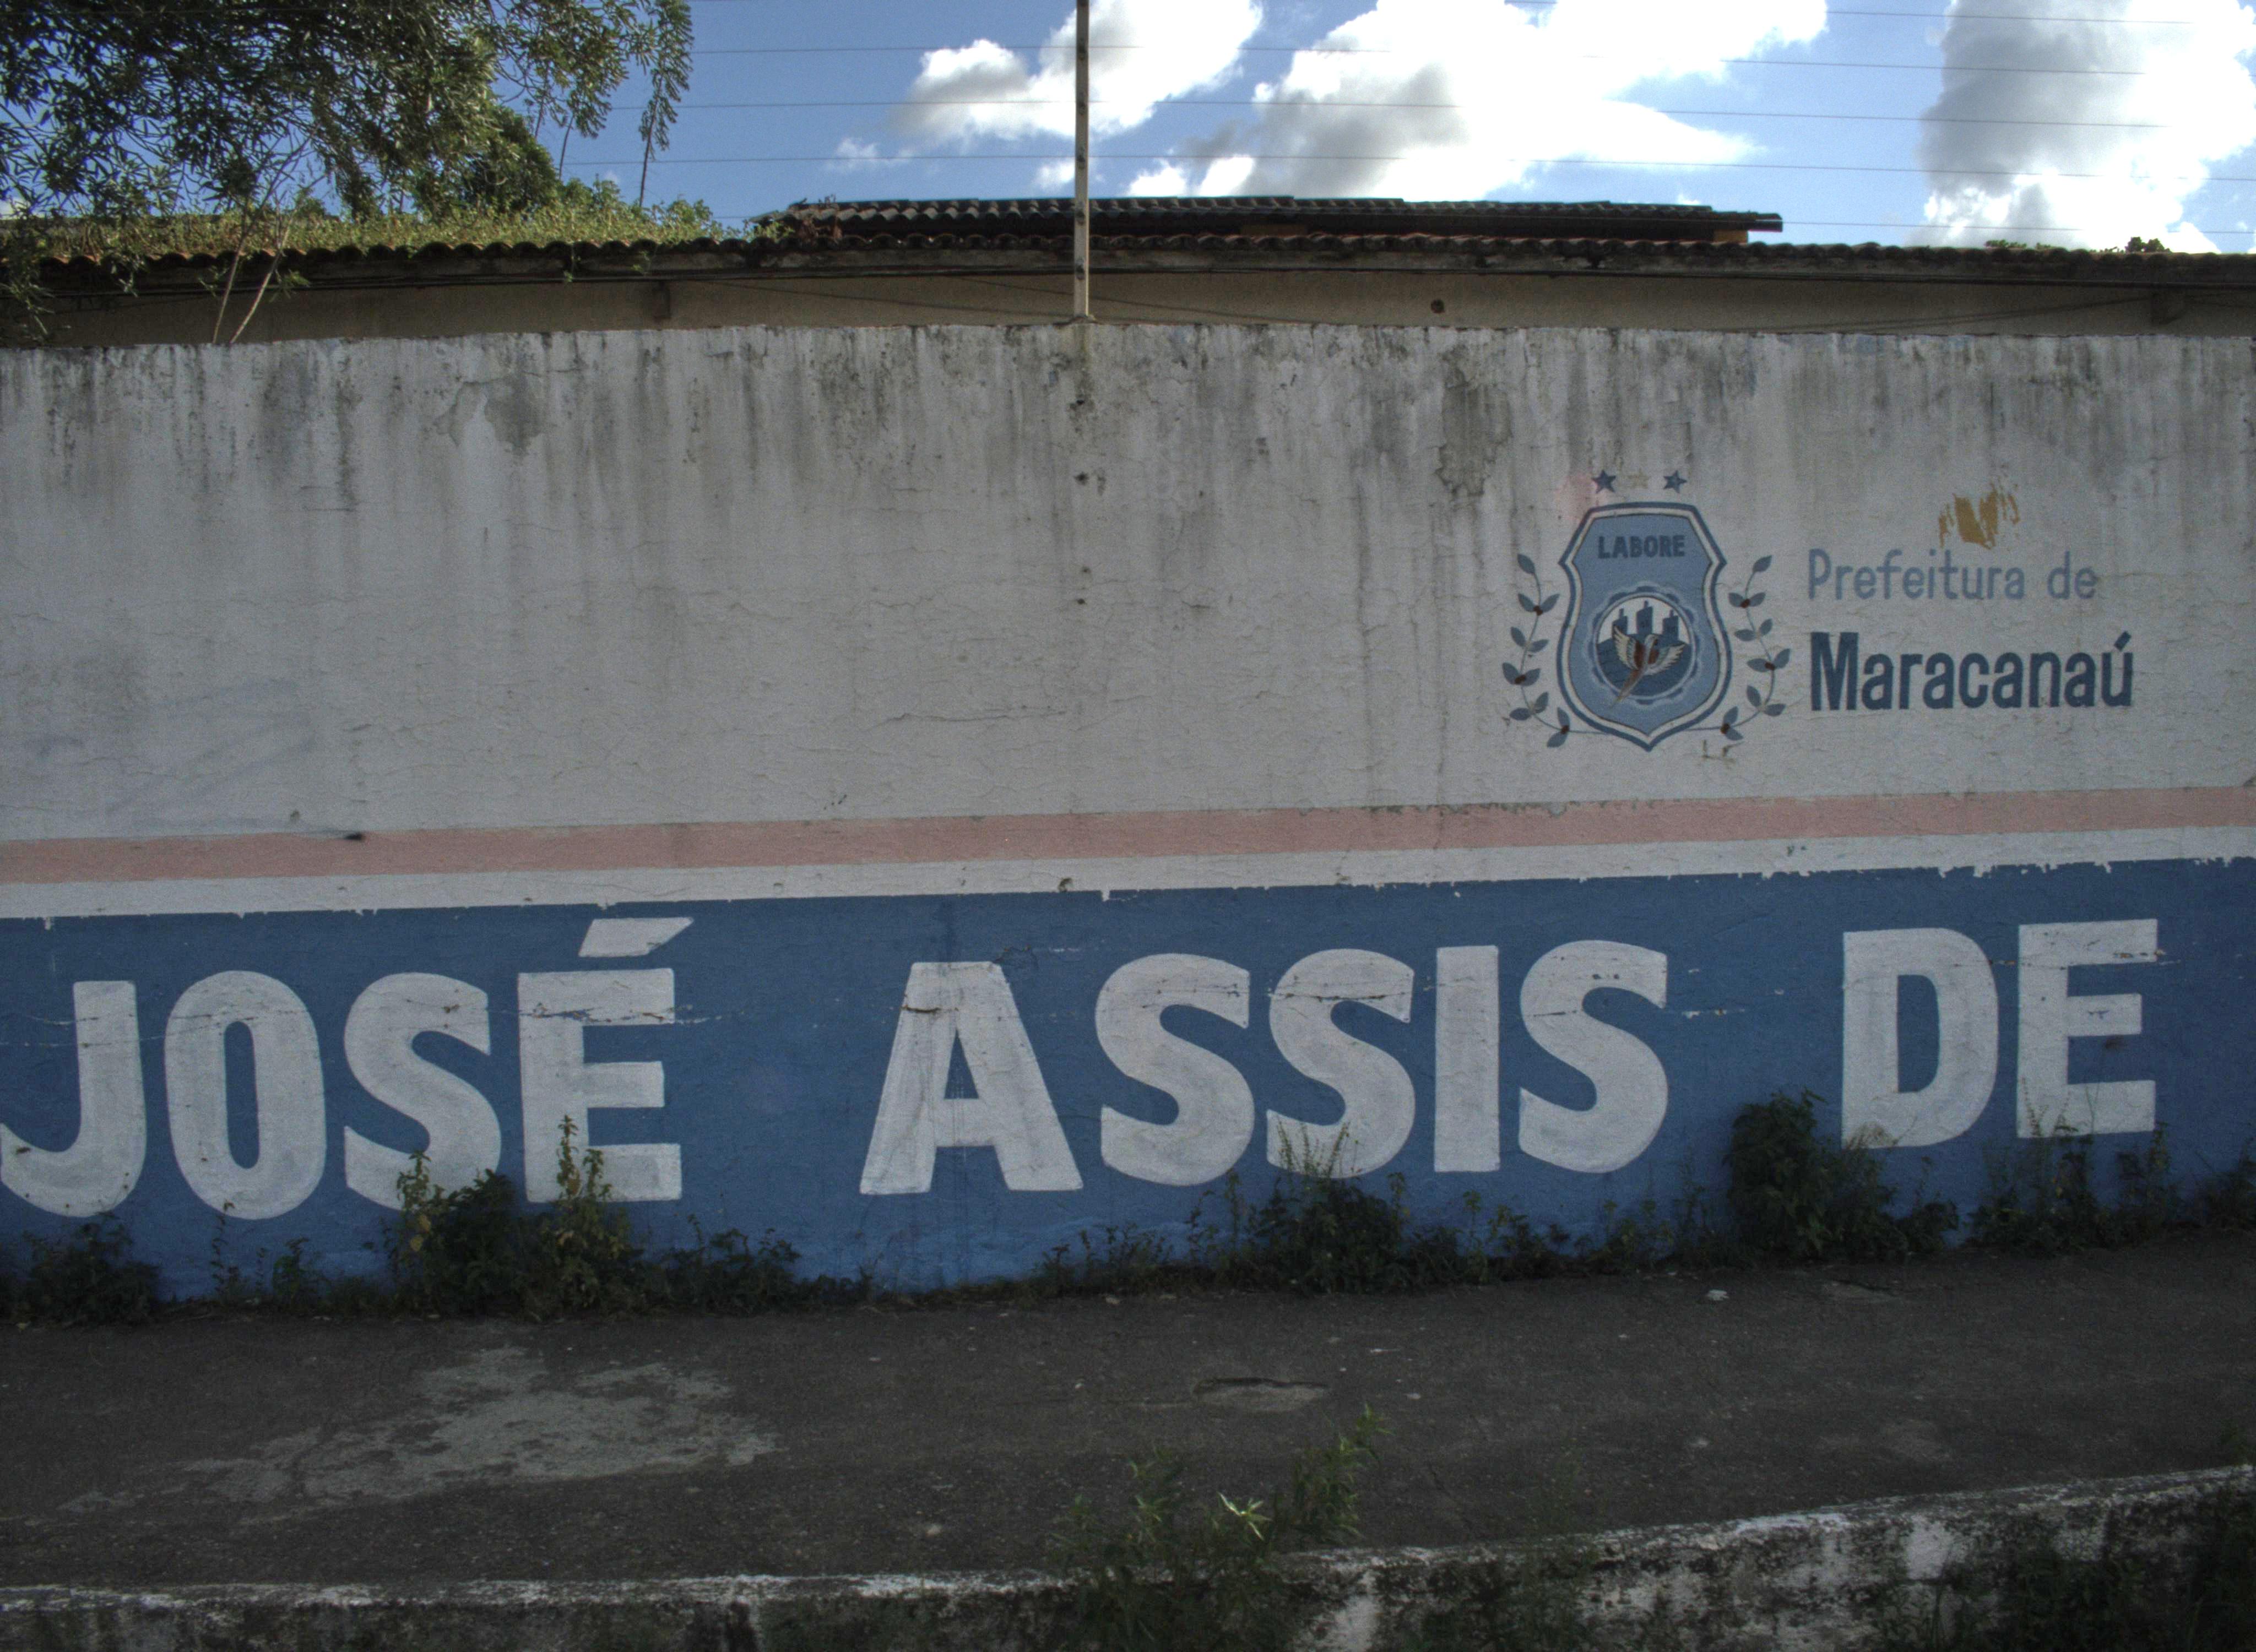 LABORE
Prefeitura de
Maracanaú
JOSÉ ASSIS DE